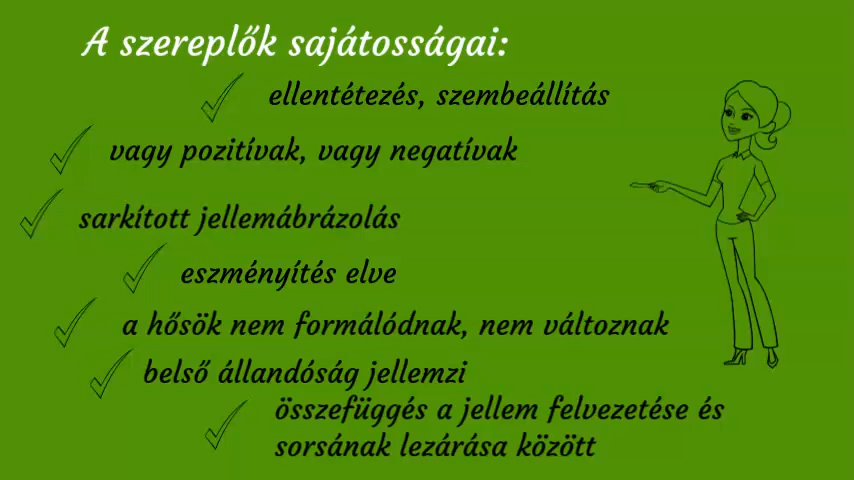 A szereplők sajátosságai:
ellentétezés, szembeállítás
vagy pozitívak, vagy negatívak
sarkított jellemábrázolás
eszményítés elve
a hősök nem formálódnak, nem változnak
belső állandóság jellemzi
összefüggés a jellem felvezetése és
sorsának lezárása között